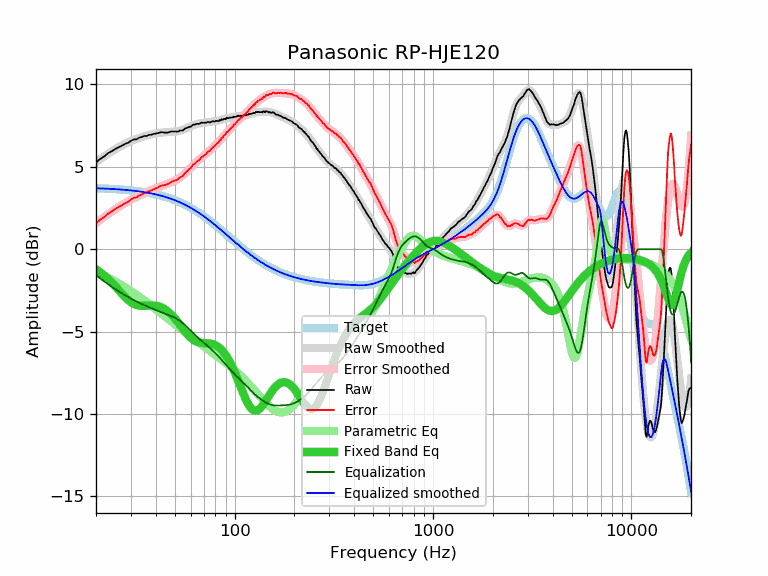 Panasonic RP-HJE120
Amplitude (dBr)
10
5
0
−5
−10
−15
Target
Raw Smoothed
Error Smoothed
Raw
Error
Parametric Eq
Fixed Band Eq
Equalization
Equalized smoothed
100
1000
10000
Frequency (Hz)